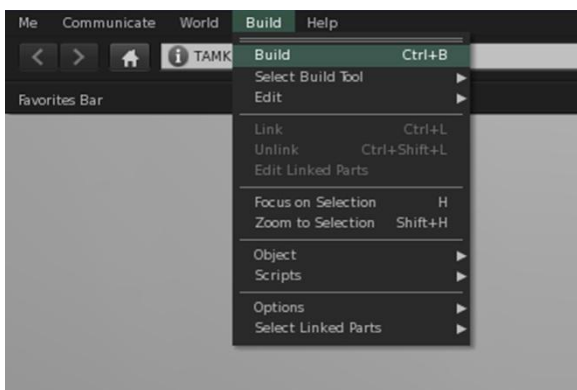 Me Communicate World Build Help
TAMK
Favorites Bar
Build Ctrl+B
Select Build Tool
Edit
Link Ctrl+L
Unlink Ctrl+Shift+L
Edit Linked Parts
Focus on Selection H
Zoom to Selection Shift+H
Object
Scripts
Options
Select Linked Parts